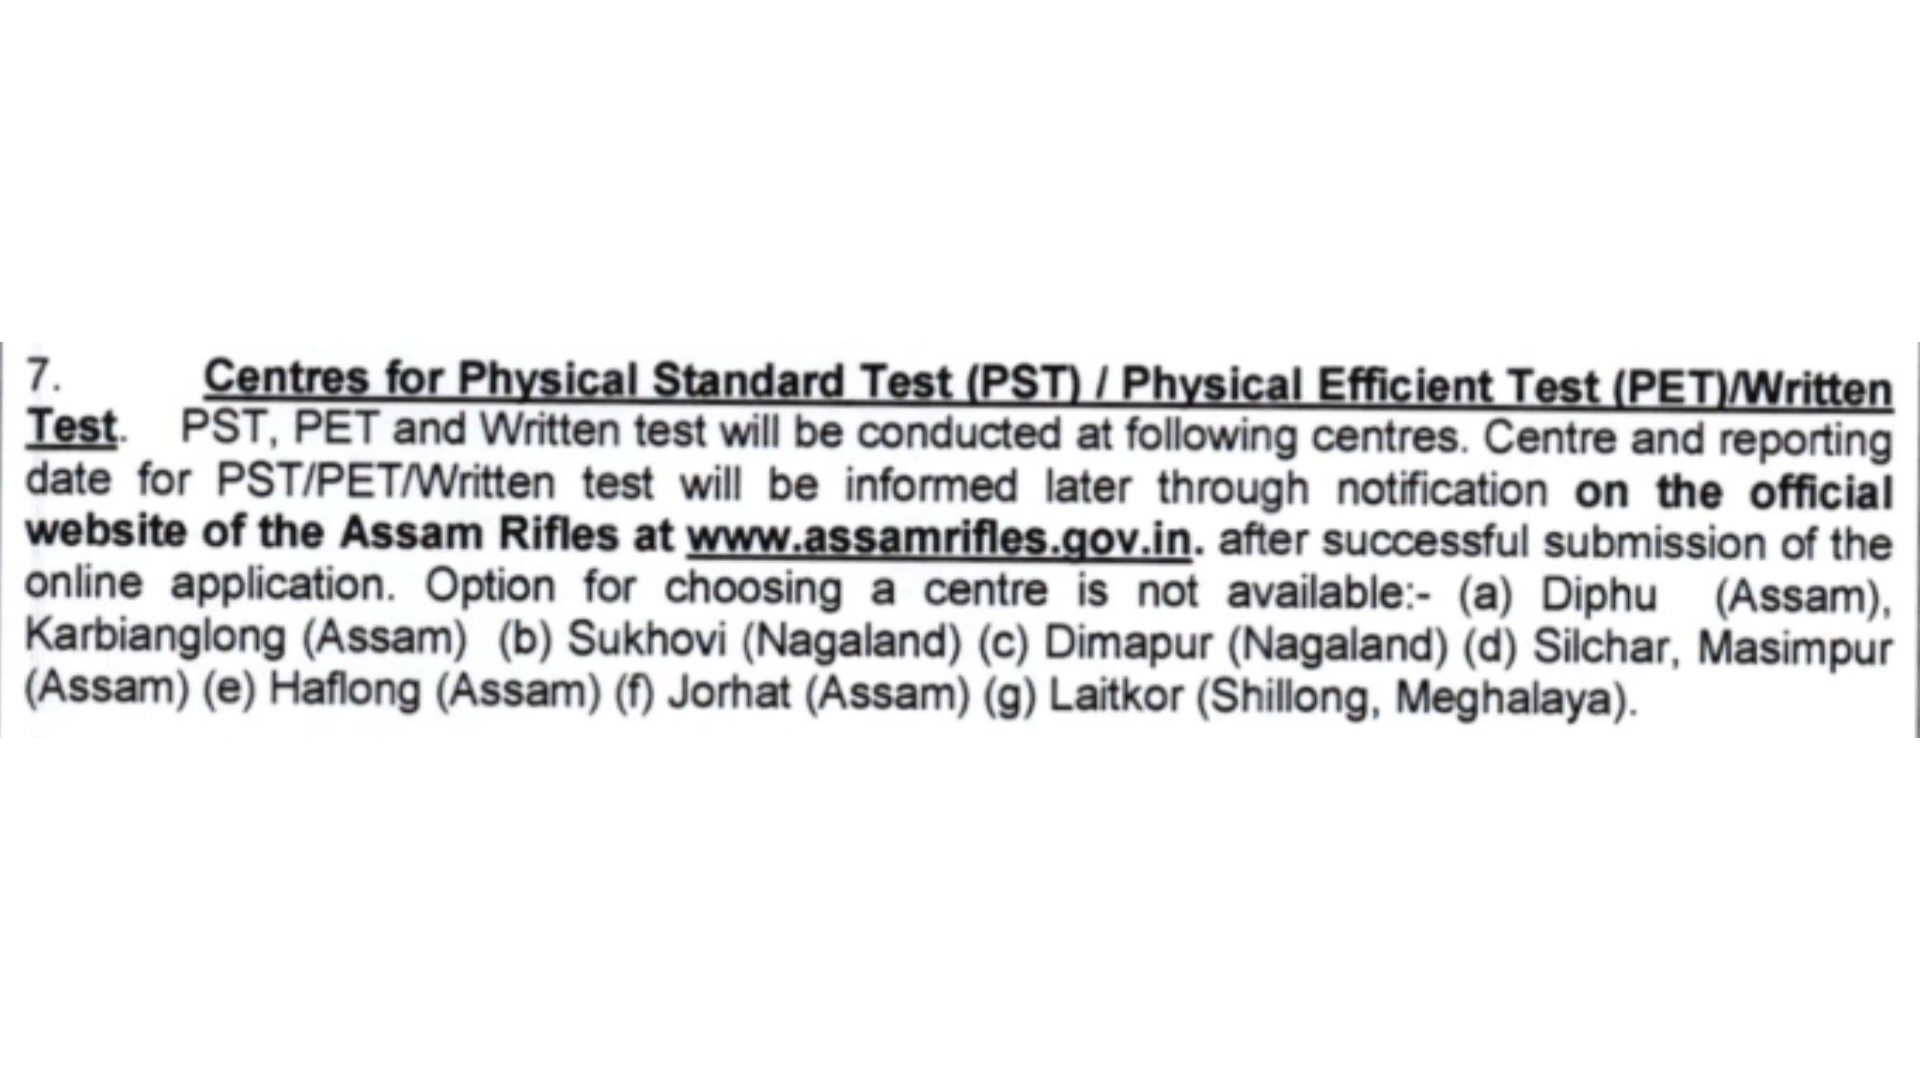 7. Centres for Physical Standard Test (PST) / Physical Efficient Test (PET)/Written
Test. PST, PET and Written test will be conducted at following centres. Centre and reporting
date for PST/PET/Written test will be informed later through notification on the official
website of the Assam Rifles at www.assamrifles.gov.in. after successful submission of the
online application. Option for choosing a centre is not available:- (a) Diphu (Assam),
Karbianglong (Assam) (b) Sukhovi (Nagaland) (c) Dimapur (Nagaland) (d) Silchar, Masimpur
(Assam) (e) Haflong (Assam) (f) Jorhat (Assam) (g) Laitkor (Shillong, Meghalaya).